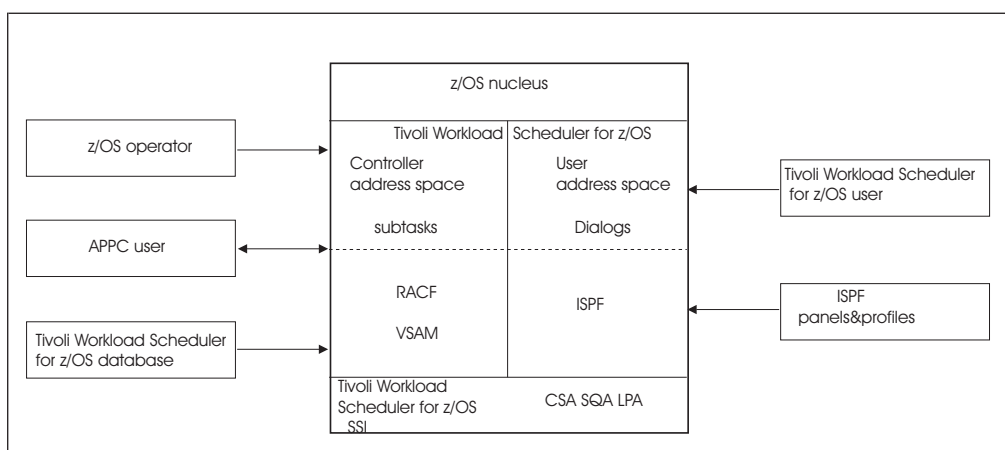 z/OS nucleus
Tivoli Workload Scheduler for z/OS
z/OS operator
Controller
address space
User
address space
Tivoli Workload Scheduler
for z/OS user
APPC user
subtasks
Dialogs
RACF
VSAM
ISPF
ISPF
panels&profiles
Tivoli Workload Scheduler
for z/OS database
Tivoli Workload
Scheduler for z/OS
SSI
CSA SQA LPA